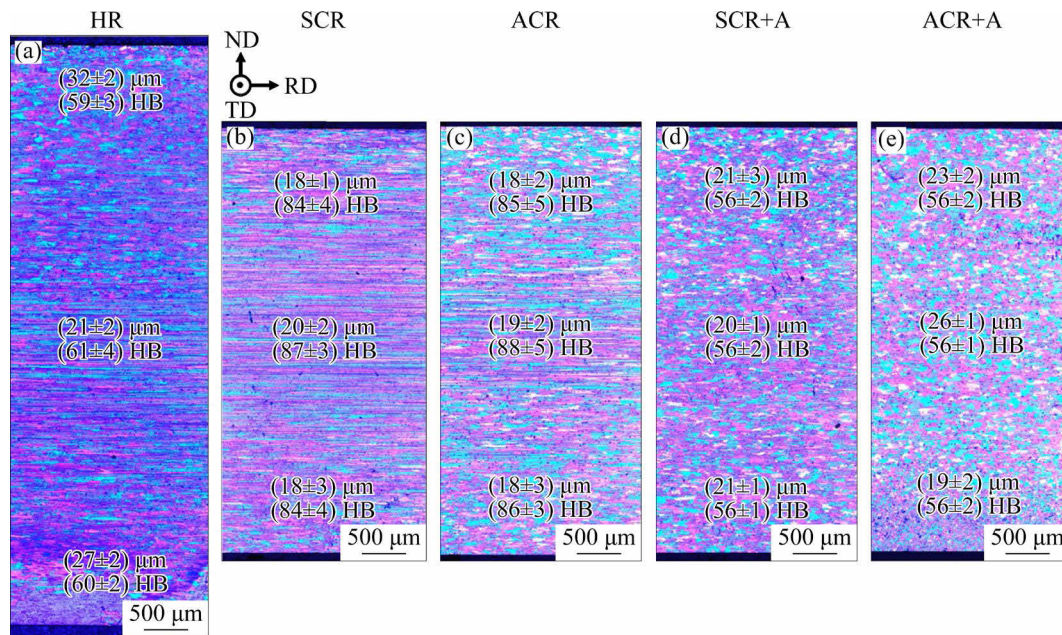 HR
SCR
ACR
SCR+A
ACR+A
ND
RD
TD
(a)
(32±2) μm
(59±3) HB
(21±2) μm
(61±4) HB
(27±2) μm
(60±2) HB
500 μm
(b)
(18±1) μm
(84±4) HB
(20±2) μm
(87±3) HB
(18±3) μm
(84±4) HB
500 μm
(c)
(18±2) μm
(85±5) HB
(19±2) μm
(88±5) HB
(18±3) μm
(86±3) HB
500 μm
(d)
(21±3) μm
(56±2) HB
(20±1) μm
(56±2) HB
(21±1) μm
(56±1) HB
500 μm
(e)
(23±2) μm
(56±2) HB
(26±1) μm
(56±1) HB
(19±2) μm
(56±2) HB
500 μm